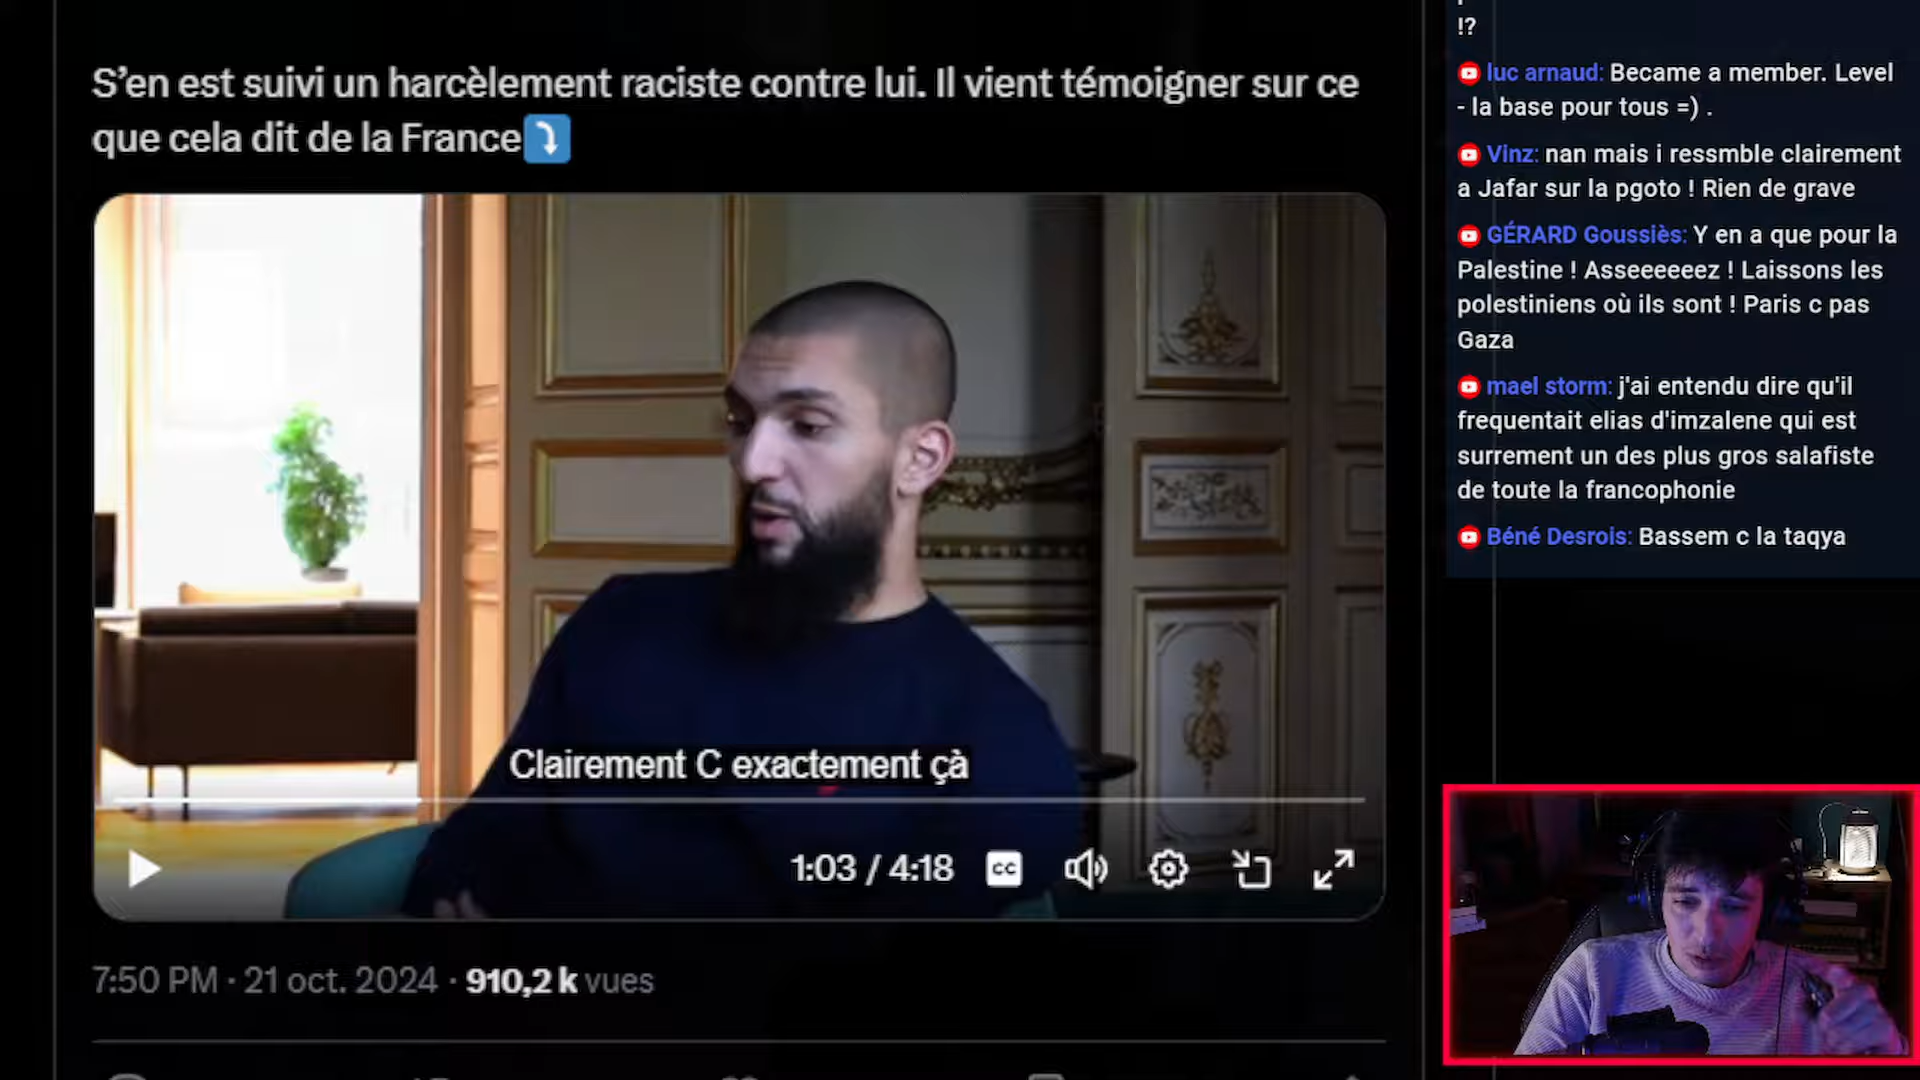 S’en est suivi un harcèlement raciste contre lui. Il vient témoigner sur ce
que cela dit de la France
Clairement C exactement çà
1:03 / 4:18
CC
7:50 PM · 21 oct. 2024 · 910,2 k vues
!?
luc arnaud: Became a member. Level
- la base pour tous =) .
Vinz: nan mais i ressmble clairement
a Jafar sur la pgoto ! Rien de grave
GÉRARD Goussiès: Y en a que pour la
Palestine ! Asseeeeeez ! Laissons les
polestiniens où ils sont ! Paris c pas
Gaza
mael storm: j'ai entendu dire qu'il
frequentait elias d'imzalene qui est
surrement un des plus gros salafiste
de toute la francophonie
Béné Desrois: Bassem c la taqya